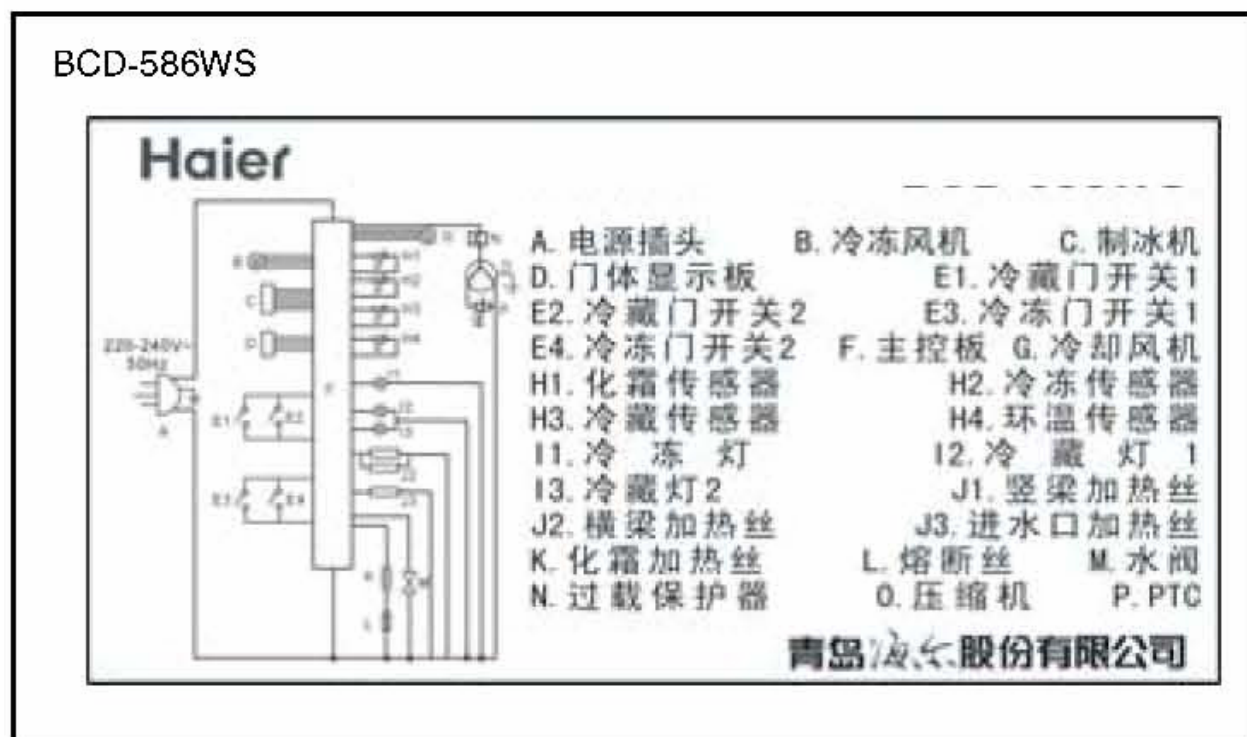 BCD-586WS
Haier
A. 电源插头 B. 冷冻风机 C. 制冰机
D. 门体显示板 E1. 冷藏门开关1
E2. 冷藏门开关2 E3. 冷冻门开关1
E4. 冷冻门开关2 F. 主控板 G. 冷却风机
H1. 化霜传感器 H2. 冷冻传感器
H3. 冷藏传感器 H4. 环温传感器
I1. 冷冻灯 I2. 冷藏灯1
I3. 冷藏灯2 J1. 竖梁加热丝
J2. 横梁加热丝 J3. 进水口加热丝
K. 化霜加热丝 L. 熔断丝 M. 水阀
N. 过载保护器 O. 压缩机 P. PTC
青岛海尔股份有限公司
220-240V~
50Hz
A
B
C
D
E1
E2
E3
E4
F